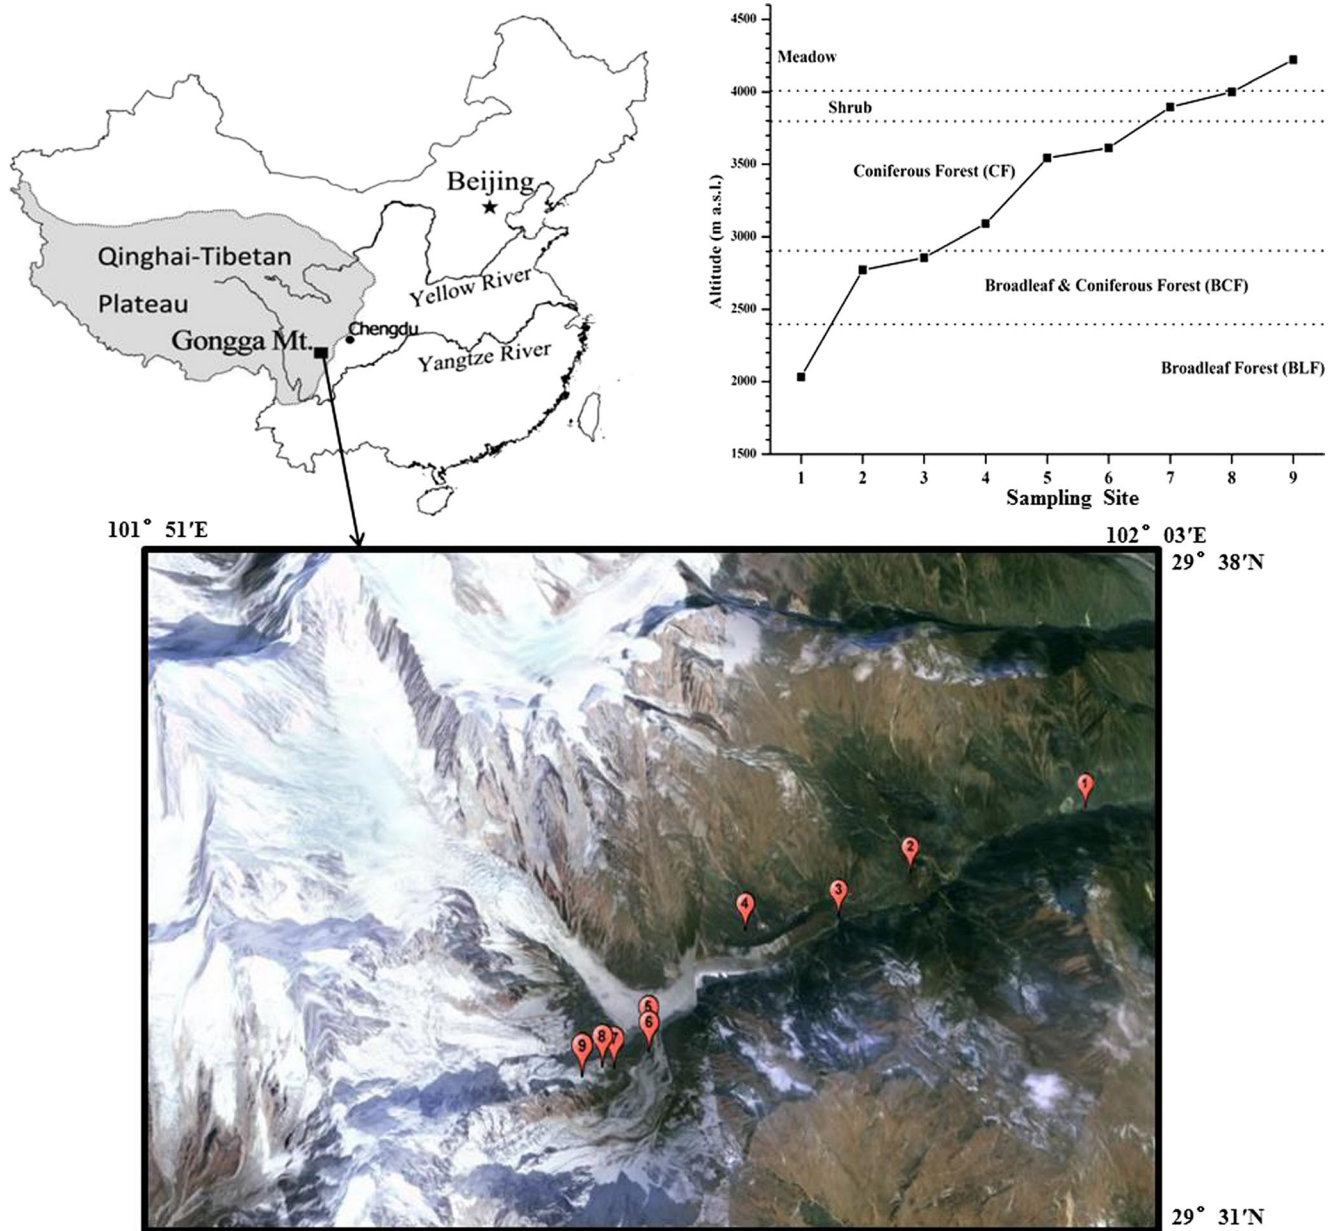 Beijing
Qinghai-Tibetan
Plateau
Yellow River
Chengdu
Gongga Mt.
Yangtze River
4500
4000
3500
3000
2500
2000
1500
Altitude (m a.s.l.)
Meadow
Shrub
Coniferous Forest (CF)
Broadleaf & Coniferous Forest (BCF)
Broadleaf Forest (BLF)
1 2 3 4 5 6 7 8 9
Sampling Site
101° 51′E
102° 03′E
29° 38′N
1
2
3
4
5
6
7
8
9
29° 31′N